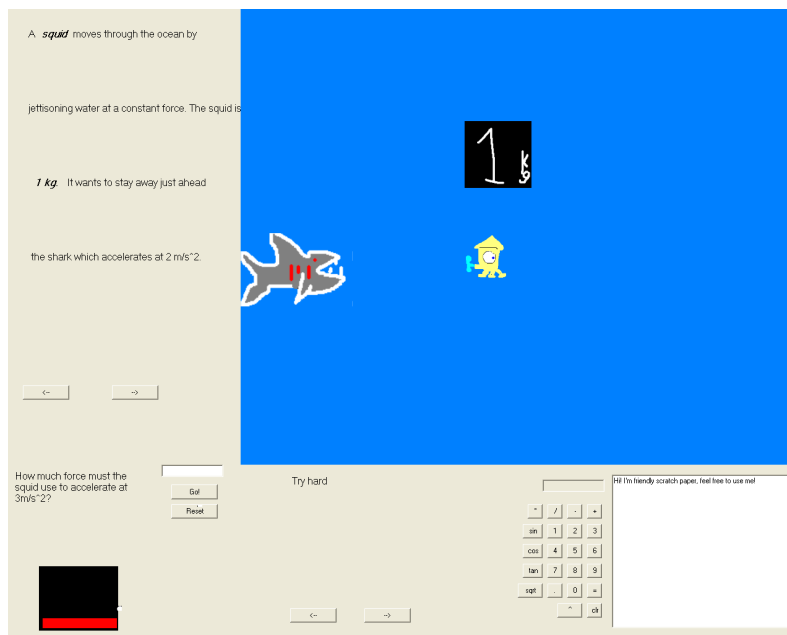 A squid moves through the ocean by
jettisoning water at a constant force. The squid is
1 kg. It wants to stay away just ahead
the shark which accelerates at 2 m/s^2.
1 kg
<-- -->
How much force must the
squid use to accelerate at
3m/s^2?
Go!
Reset
Try hard
<-- -->
* / - +
sin 1 2 3
cos 4 5 6
tan 7 8 9
sqrt . 0 =
^ clr
Hi! I'm friendly scratch paper, feel free to use me!